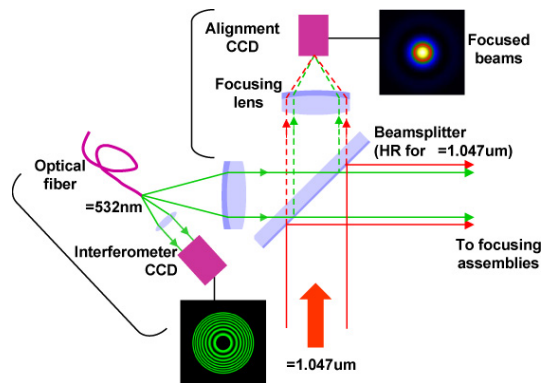 Alignment
CCD
Focused
beams
Focusing
lens
Beamsplitter
(HR for =1.047um)
Optical
fiber
=532nm
Interferometer
CCD
To focusing
assemblies
=1.047um